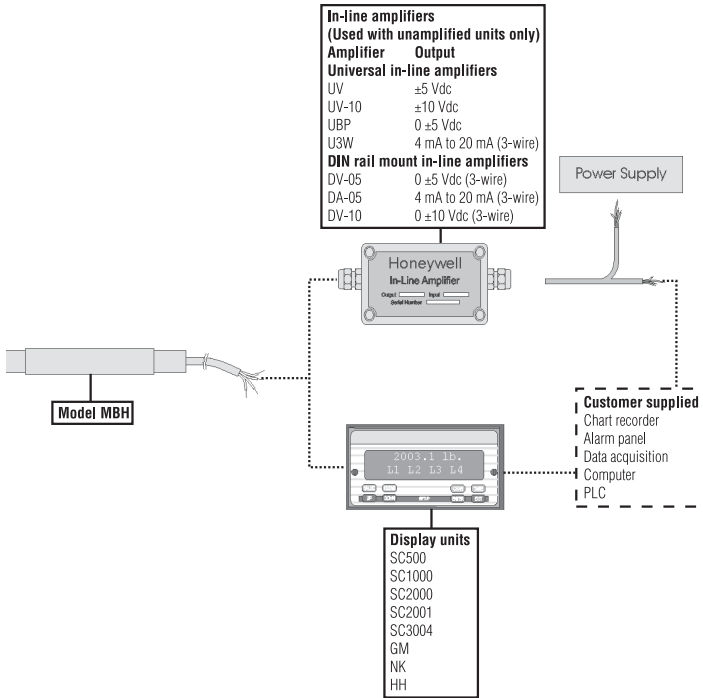 In-line amplifiers
(Used with unamplified units only)
Amplifier Output
Universal in-line amplifiers
UV ±5 Vdc
UV-10 ±10 Vdc
UBP 0 ±5 Vdc
U3W 4 mA to 20 mA (3-wire)
DIN rail mount in-line amplifiers
DV-05 0 ±5 Vdc (3-wire)
DA-05 4 mA to 20 mA (3-wire)
DV-10 0 ±10 Vdc (3-wire)
Power Supply
Honeywell
In-Line Amplifier
Output Input
Serial Number
Model MBH
Customer supplied
Chart recorder
Alarm panel
Data acquisition
Computer
PLC
2003.1 lb.
L1 L2 L3 L4
UP DOWN SETUP
Display units
SC500
SC1000
SC2000
SC2001
SC3004
GM
NK
HH